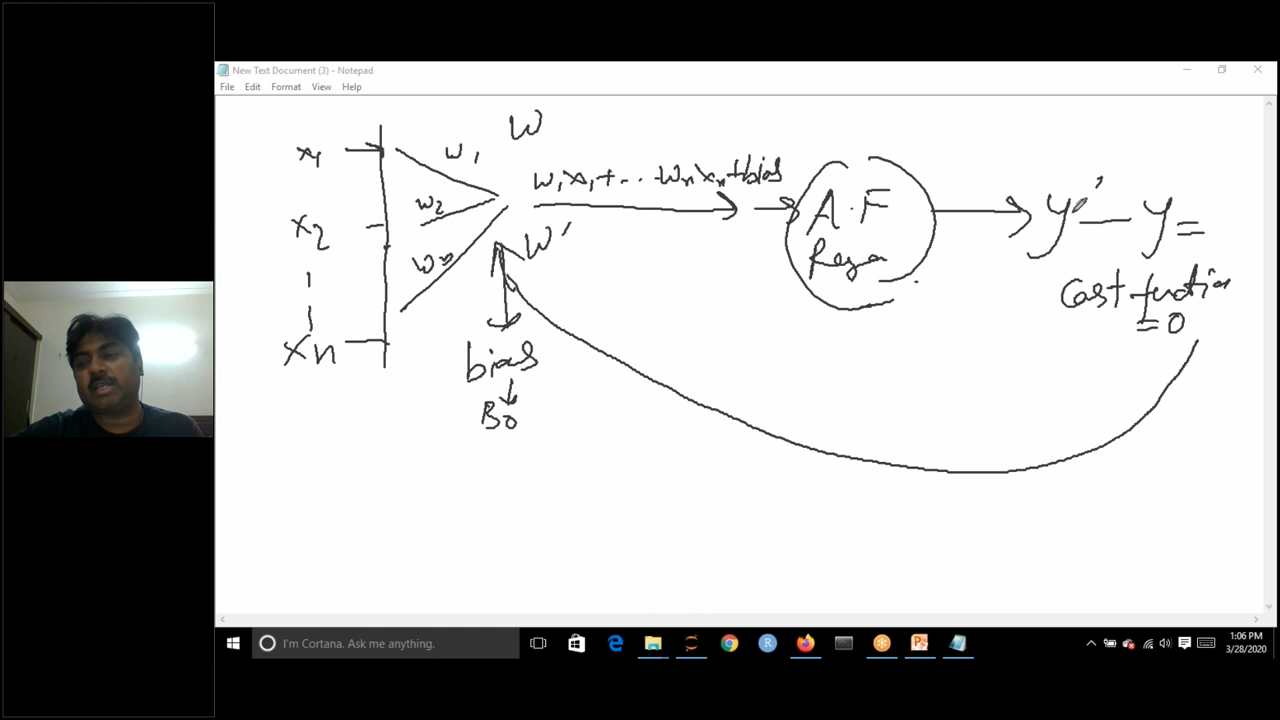 New Text Document (3) - Notepad
File Edit Format View Help
W
x1 w1
w1x1+... wnxn+bias
x2 w2
A.F
y' — y =
wn
W'
Cost function
= 0
xn
bias
B0
I'm Cortana. Ask me anything.
1:06 PM
3/28/2020